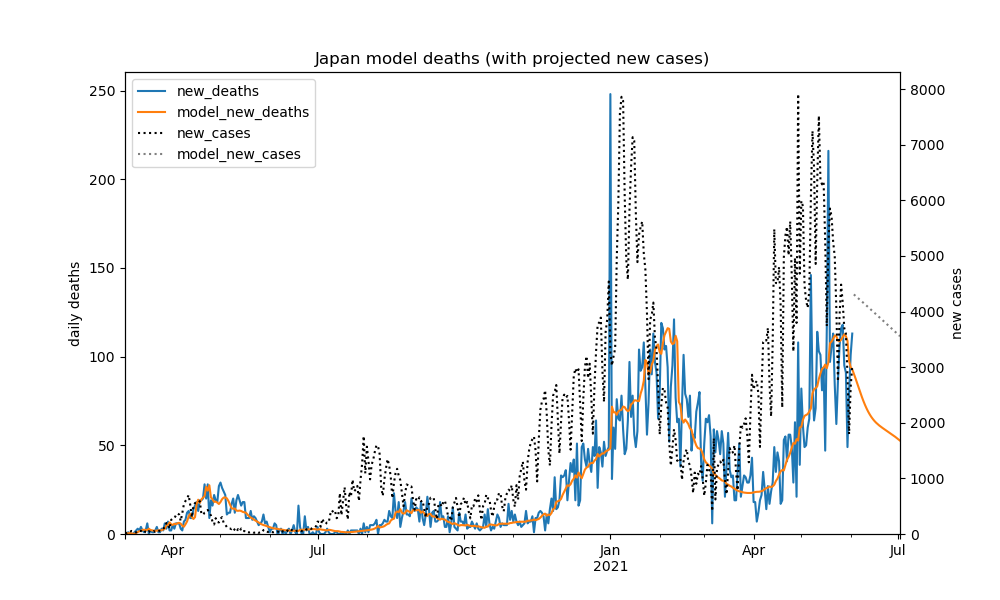 Japan model deaths (with projected new cases)
new_deaths
model_new_deaths
new_cases
model_new_cases
250
200
150
100
50
0
daily deaths
8000
7000
6000
5000
4000
3000
2000
1000
0
new cases
Apr
Jul
Oct
Jan
2021
Apr
Jul